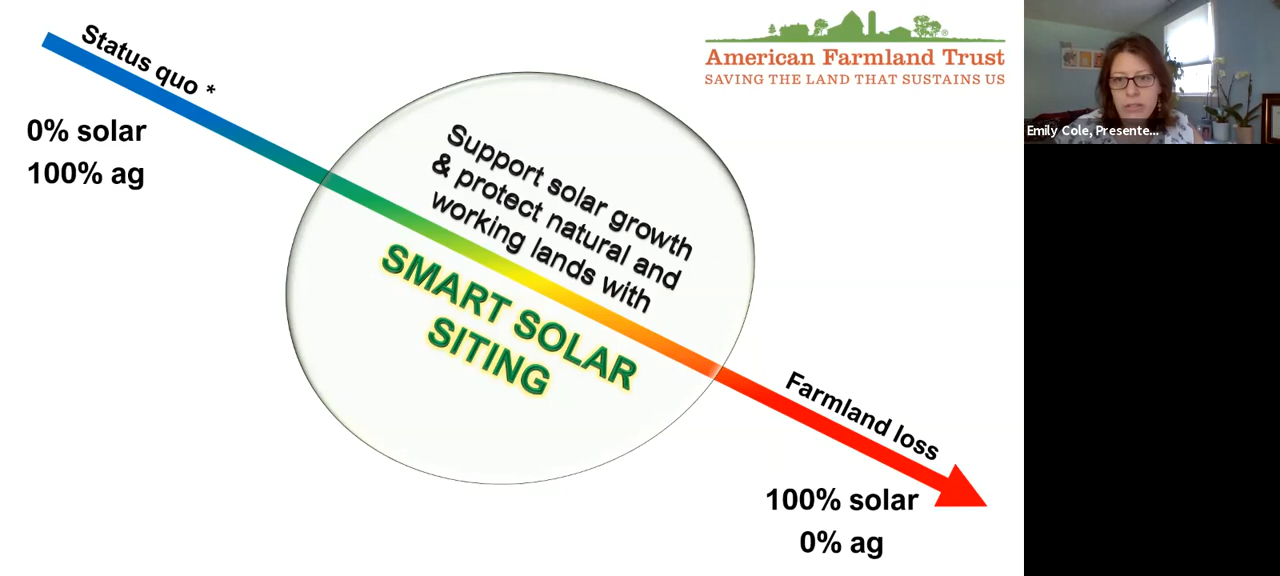 Status quo *
0% solar
100% ag
American Farmland Trust
SAVING THE LAND THAT SUSTAINS US
Support solar growth
& protect natural and
working lands with
SMART SOLAR
SITING
Farmland loss
100% solar
0% ag
Emily Cole, Presente...